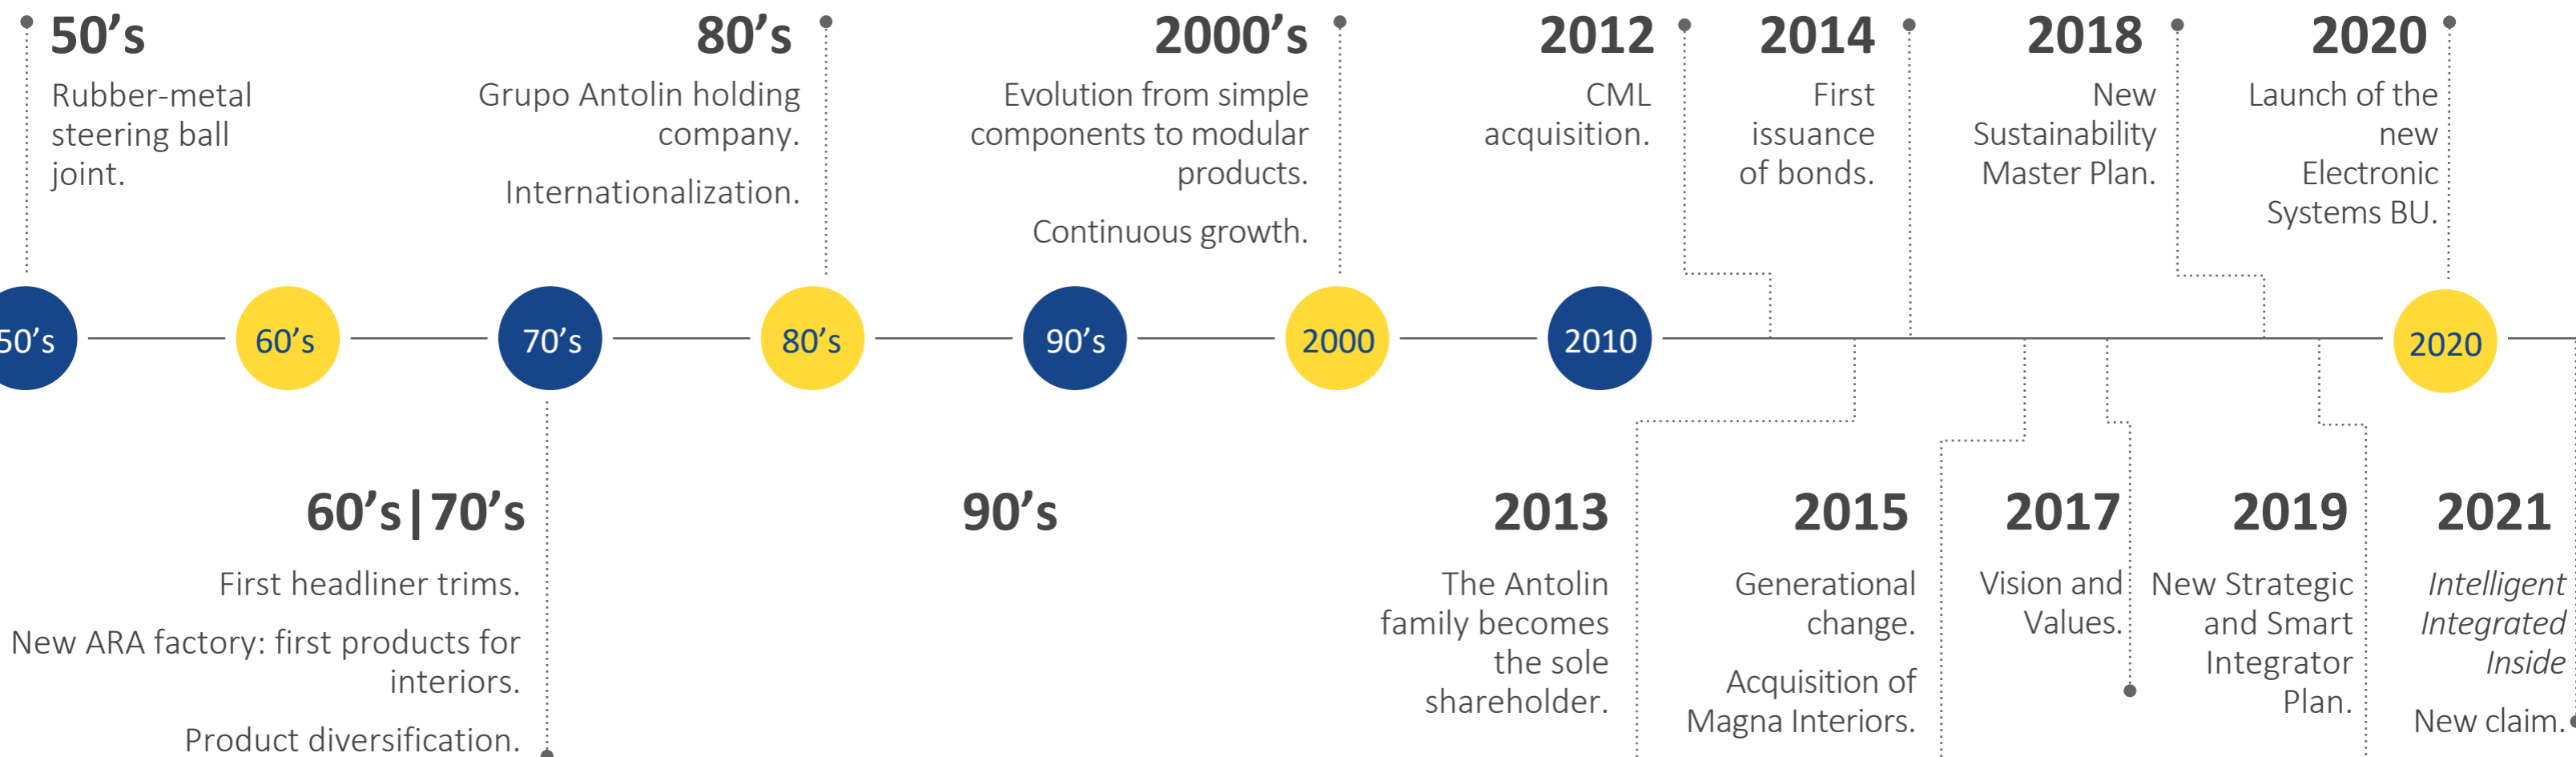 50's
Rubber-metal
steering ball
joint.
80's
Grupo Antolin holding
company.
Internationalization.
2000's
Evolution from simple
components to modular
products.
Continuous growth.
2012
CML
acquisition.
2014
First
issuance
of bonds.
2018
New
Sustainability
Master Plan.
2020
Launch of the
new
Electronic
Systems BU.
50's
60's
70's
80's
90's
2000
2010
2020
60's|70's
First headliner trims.
New ARA factory: first products for
interiors.
Product diversification.
90's
2013
The Antolin
family becomes
the sole
shareholder.
2015
Generational
change.
Acquisition of
Magna Interiors.
2017
Vision and
Values.
2019
New Strategic
and Smart
Integrator
Plan.
2021
Intelligent
Integrated
Inside
New claim.